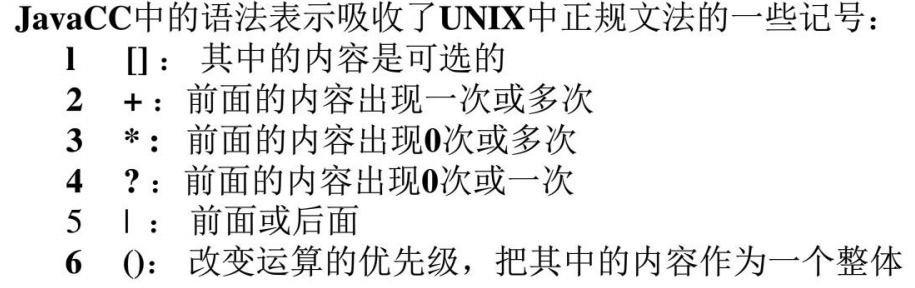 JavaCC中的语法表示吸收了UNIX中正规文法的一些记号：
l []： 其中的内容是可选的
2 +：前面的内容出现一次或多次
3 *：前面的内容出现0次或多次
4 ?：前面的内容出现0次或一次
5 |： 前面或后面
6 ()： 改变运算的优先级，把其中的内容作为一个整体